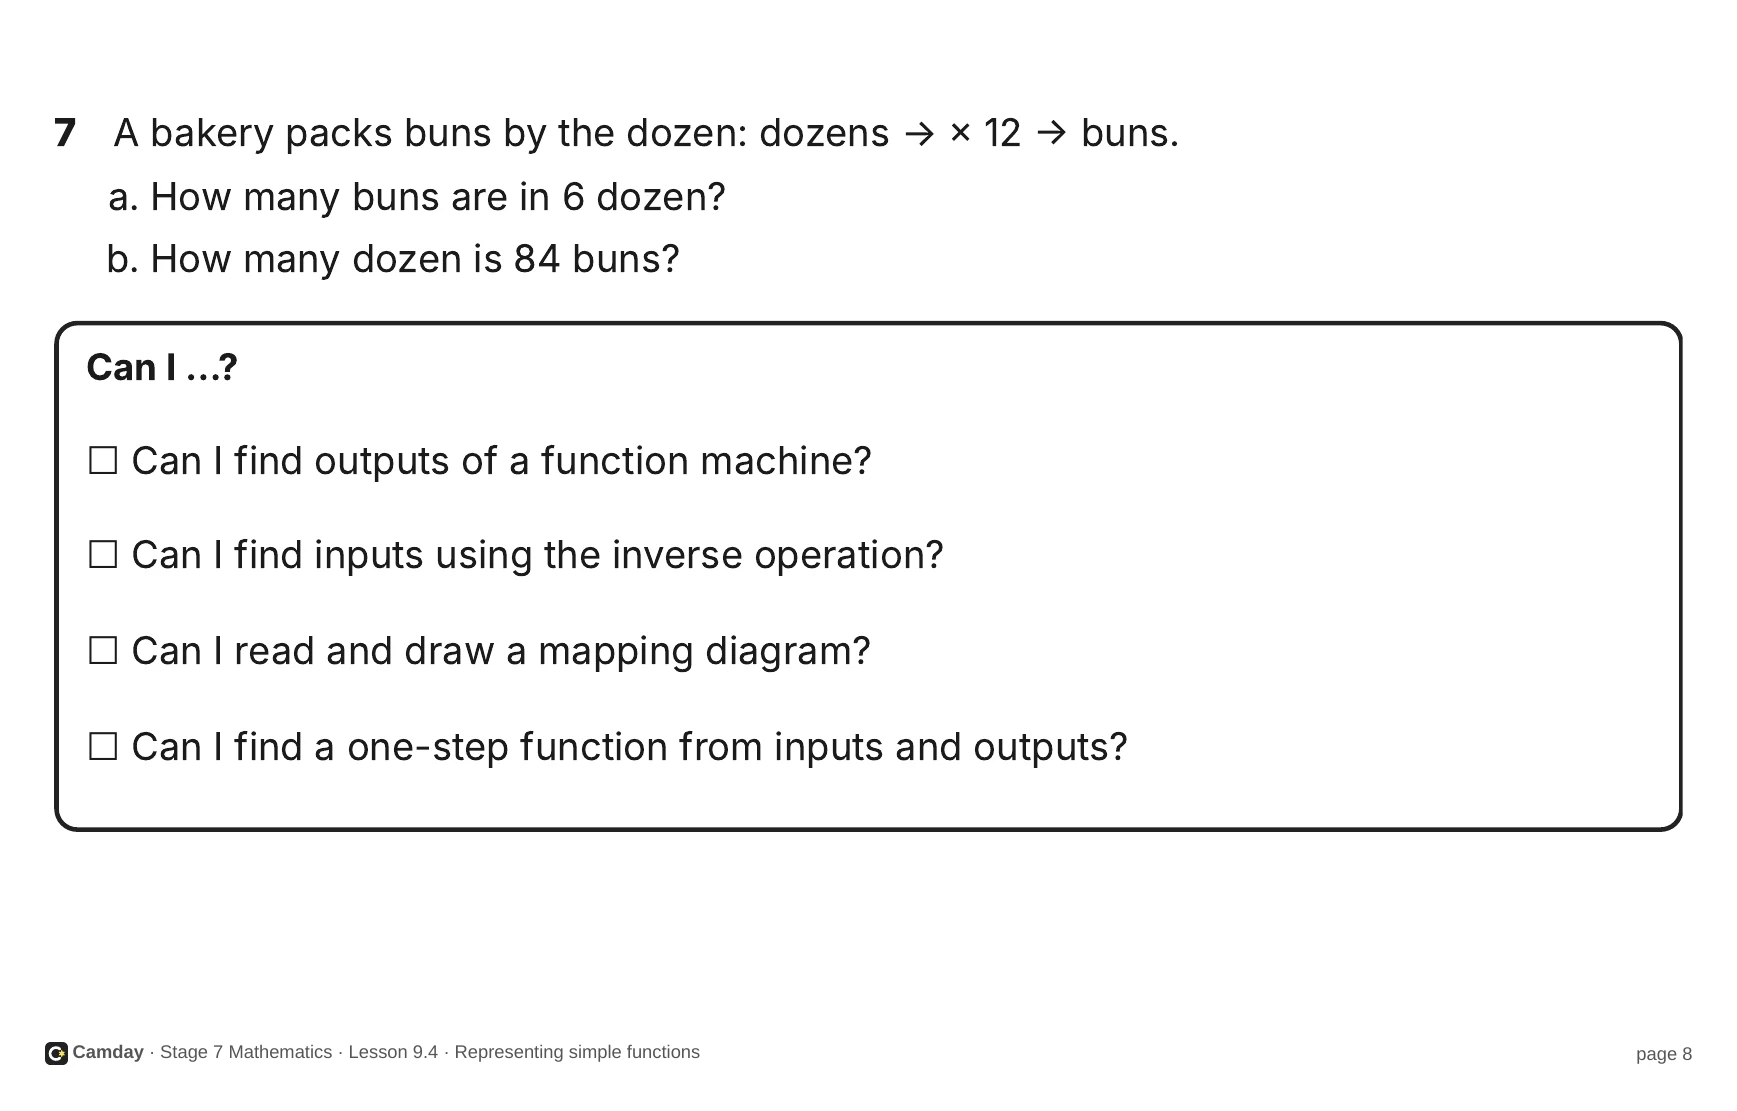 7 A bakery packs buns by the dozen: dozens → × 12 → buns.
a. How many buns are in 6 dozen?
b. How many dozen is 84 buns?
Can I …?
☐ Can I find outputs of a function machine?
☐ Can I find inputs using the inverse operation?
☐ Can I read and draw a mapping diagram?
☐ Can I find a one-step function from inputs and outputs?
Camday · Stage 7 Mathematics · Lesson 9.4 · Representing simple functions
page 8